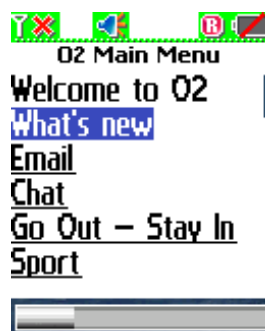 R
O2 Main Menu
Welcome to O2
What's new
Email
Chat
Go Out – Stay In
Sport